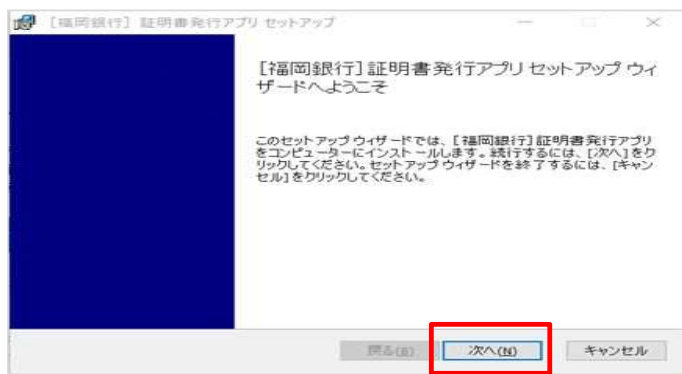 [福岡銀行] 証明書発行アプリ セットアップ
[福岡銀行] 証明書発行アプリ セットアップ ウィ
ザードへようこそ
このセットアップ ウィザードでは、[福岡銀行] 証明書発行アプリ
をコンピューターにインストールします。続行するには、[次へ] をク
リックしてください。セットアップ ウィザードを終了するには、[キャン
セル] をクリックしてください。
戻る(B) 次へ(N) キャンセル